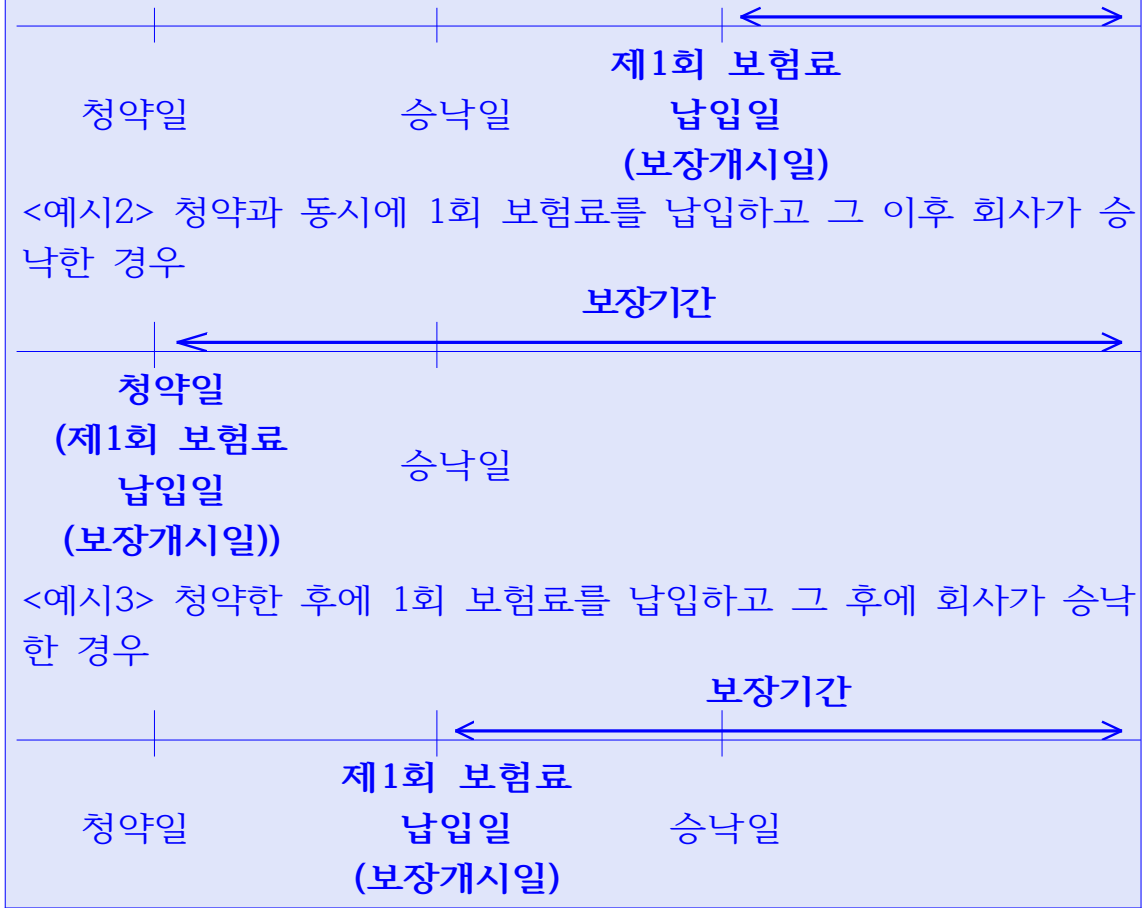 제1회 보험료
청약일 승낙일 납입일
(보장개시일)
<예시2> 청약과 동시에 1회 보험료를 납입하고 그 이후 회사가 승
낙한 경우
보장기간
청약일
(제1회 보험료
납입일
(보장개시일))
승낙일
<예시3> 청약한 후에 1회 보험료를 납입하고 그 후에 회사가 승낙
한 경우
보장기간
제1회 보험료
청약일 납입일 승낙일
(보장개시일)